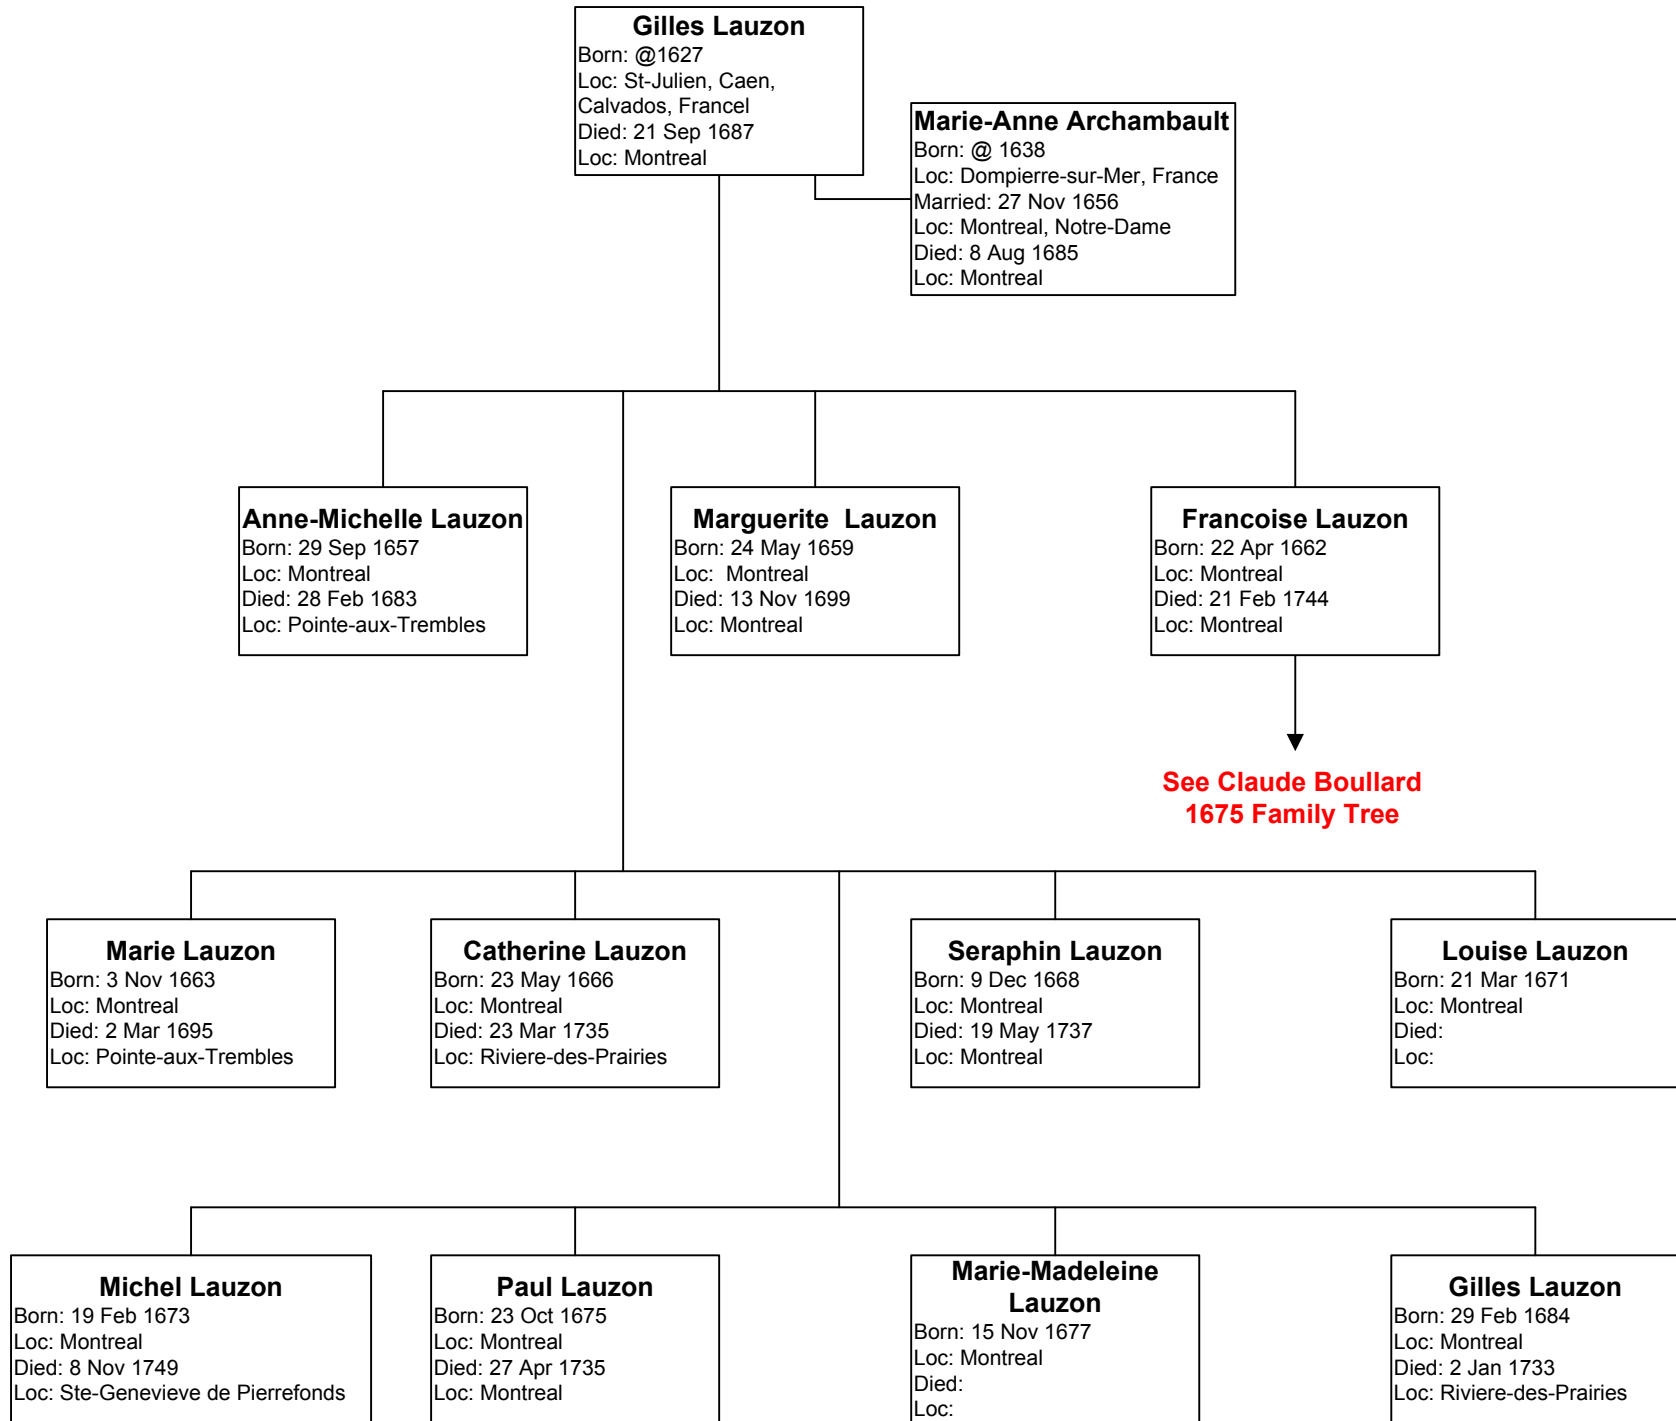 Gilles Lauzon
Born: @1627
Loc: St-Julien, Caen,
Calvados, Francel
Died: 21 Sep 1687
Loc: Montreal
Marie-Anne Archambault
Born: @ 1638
Loc: Dompierre-sur-Mer, France
Married: 27 Nov 1656
Loc: Montreal, Notre-Dame
Died: 8 Aug 1685
Loc: Montreal
Anne-Michelle Lauzon
Born: 29 Sep 1657
Loc: Montreal
Died: 28 Feb 1683
Loc: Pointe-aux-Trembles
Marguerite  Lauzon
Born: 24 May 1659
Loc:  Montreal
Died: 13 Nov 1699
Loc: Montreal
Francoise Lauzon
Born: 22 Apr 1662
Loc: Montreal
Died: 21 Feb 1744
Loc: Montreal
See Claude Boullard
1675 Family Tree
Marie Lauzon
Born: 3 Nov 1663
Loc: Montreal
Died: 2 Mar 1695
Loc: Pointe-aux-Trembles
Catherine Lauzon
Born: 23 May 1666
Loc: Montreal
Died: 23 Mar 1735
Loc: Riviere-des-Prairies
Seraphin Lauzon
Born: 9 Dec 1668
Loc: Montreal
Died: 19 May 1737
Loc: Montreal
Louise Lauzon
Born: 21 Mar 1671
Loc: Montreal
Died:
Loc:
Michel Lauzon
Born: 19 Feb 1673
Loc: Montreal
Died: 8 Nov 1749
Loc: Ste-Genevieve de Pierrefonds
Paul Lauzon
Born: 23 Oct 1675
Loc: Montreal
Died: 27 Apr 1735
Loc: Montreal
Marie-Madeleine
Lauzon
Born: 15 Nov 1677
Loc: Montreal
Died:
Loc:
Gilles Lauzon
Born: 29 Feb 1684
Loc: Montreal
Died: 2 Jan 1733
Loc: Riviere-des-Prairies